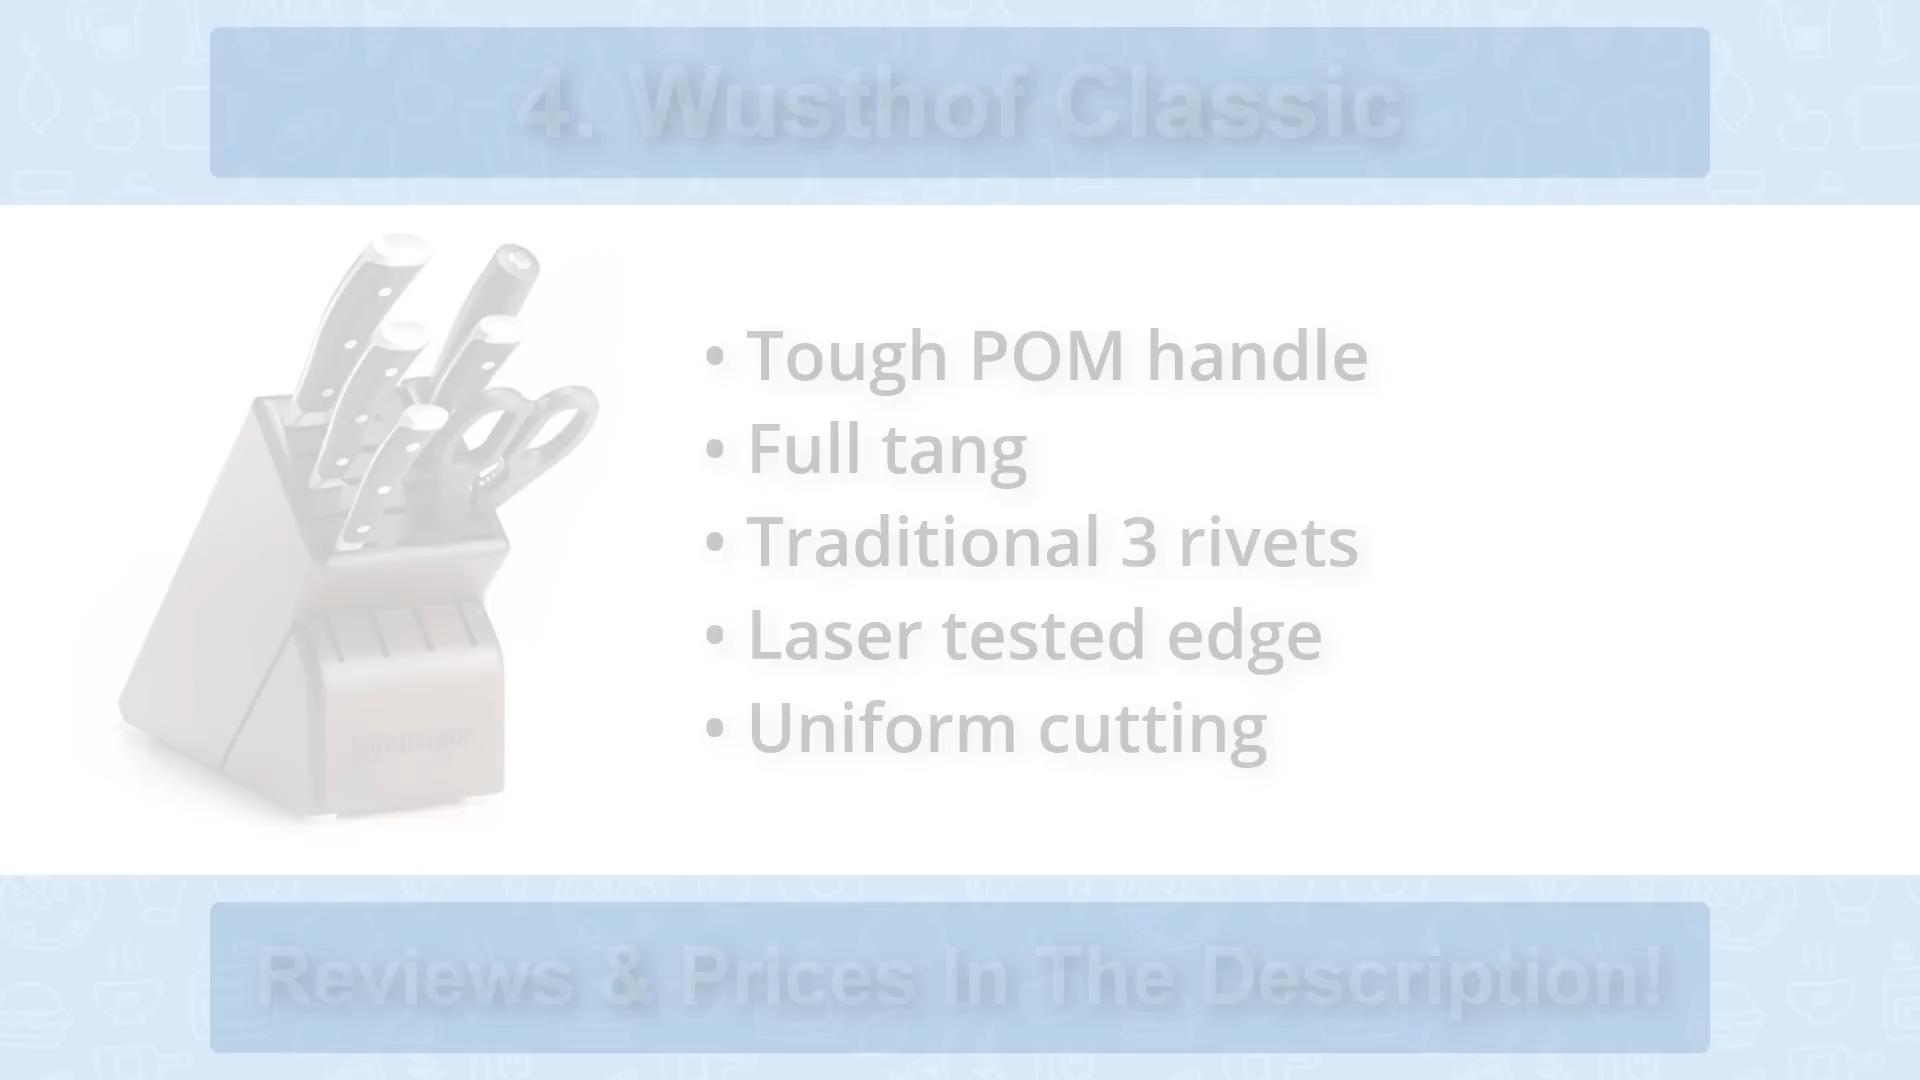 4. Wusthof Classic
• Tough POM handle
• Full tang
• Traditional 3 rivets
• Laser tested edge
• Uniform cutting
Reviews & Prices In The Description!